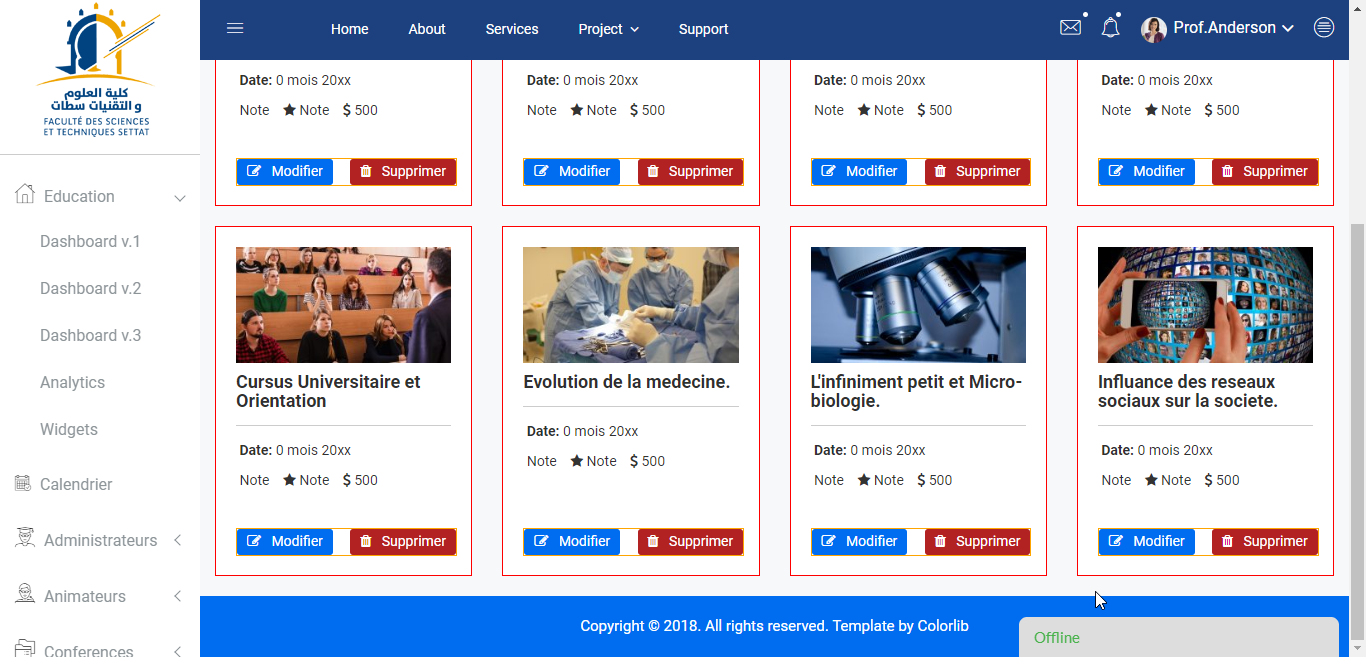 كلية العلوم
و التقنيات سطات
FACULTÉ DES SCIENCES
ET TECHNIQUES SETTAT
Education
Dashboard v.1
Dashboard v.2
Dashboard v.3
Analytics
Widgets
Calendrier
Administrateurs
Animateurs
Conferences
Home About Services Project Support
Prof.Anderson
Date: 0 mois 20xx
Note Note $ 500
Modifier Supprimer
Date: 0 mois 20xx
Note Note $ 500
Modifier Supprimer
Date: 0 mois 20xx
Note Note $ 500
Modifier Supprimer
Date: 0 mois 20xx
Note Note $ 500
Modifier Supprimer
Cursus Universitaire et
Orientation
Date: 0 mois 20xx
Note Note $ 500
Modifier Supprimer
Evolution de la medecine.
Date: 0 mois 20xx
Note Note $ 500
Modifier Supprimer
L'infiniment petit et Micro-
biologie.
Date: 0 mois 20xx
Note Note $ 500
Modifier Supprimer
Influance des reseaux
sociaux sur la societe.
Date: 0 mois 20xx
Note Note $ 500
Modifier Supprimer
Copyright © 2018. All rights reserved. Template by Colorlib
Offline